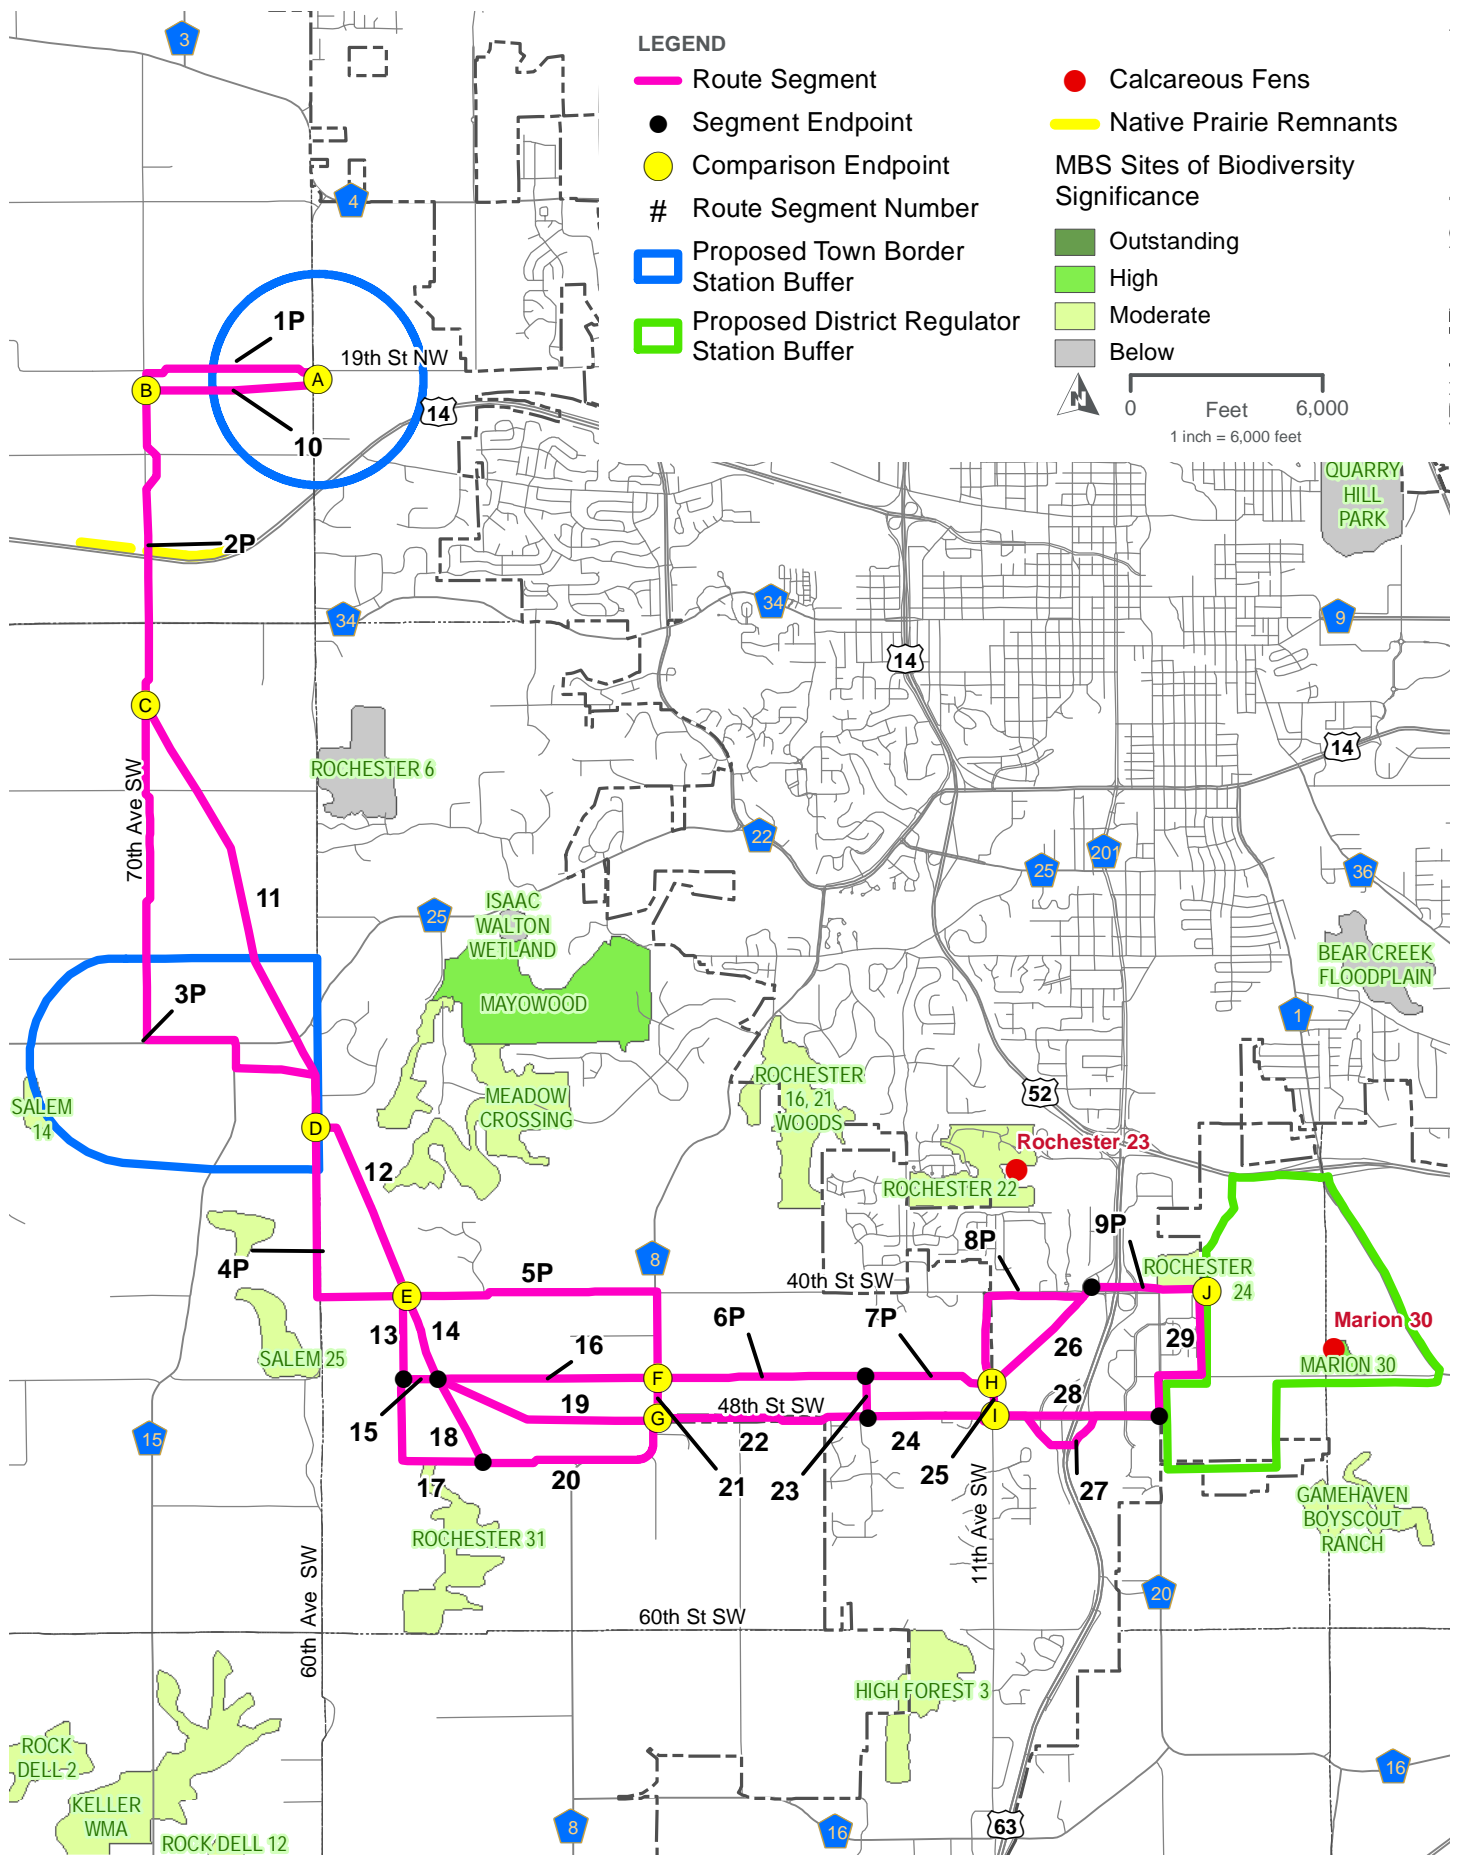 LEGEND
Route Segment
Segment Endpoint
Comparison Endpoint
# Route Segment Number
Proposed Town Border
Station Buffer
Proposed District Regulator
Station Buffer
Calcareous Fens
Native Prairie Remnants
MBS Sites of Biodiversity
Significance
Outstanding
High
Moderate
Below
N
0 Feet 6,000
1 inch = 6,000 feet
3
4
1P
19th St NW
A
B
14
10
QUARRY
HILL
PARK
2P
34
34
9
14
C
14
ROCHESTER 6
70th Ave SW
22
201
25
36
11
ISAAC
WALTON
WETLAND
25
BEAR CREEK
FLOODPLAIN
3P
MAYOWOOD
1
SALEM
14
MEADOW
CROSSING
ROCHESTER
16, 21
WOODS
52
D
Rochester 23
12
ROCHESTER 22
4P
8
8P
9P
ROCHESTER
24
5P
40th St SW
E
J
13
14
16
6P
7P
26
29
Marion 30
SALEM 25
MARION 30
F
H
15
19
48th St SW
28
G
I
18
22
24
15
17
20
21
23
25
27
ROCHESTER 31
11th Ave SW
GAMEHAVEN
BOYSCOUT
RANCH
60th Ave SW
60th St SW
20
HIGH FOREST 3
ROCK
DELL 2
16
KELLER
WMA
ROCK DELL 12
8
16
63